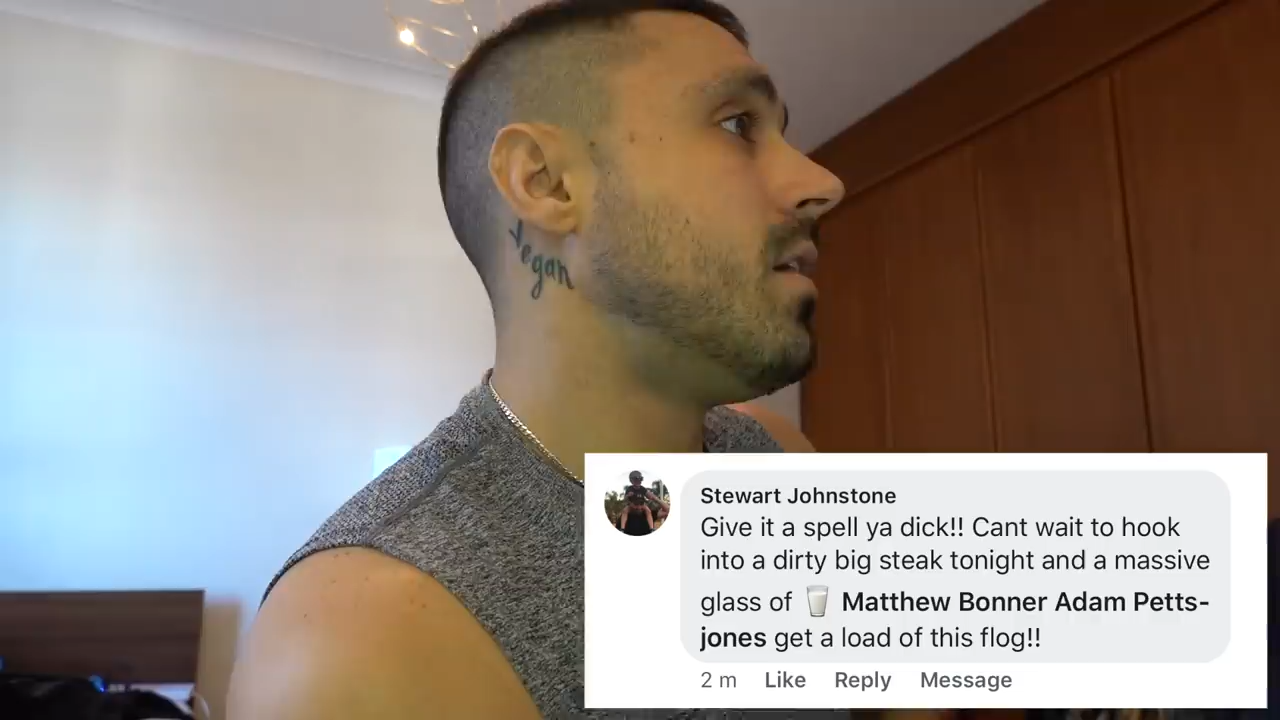 vegan
Stewart Johnstone
Give it a spell ya dick!! Cant wait to hook
into a dirty big steak tonight and a massive
glass of 🥛 Matthew Bonner Adam Petts-
jones get a load of this flog!!
2 m Like Reply Message